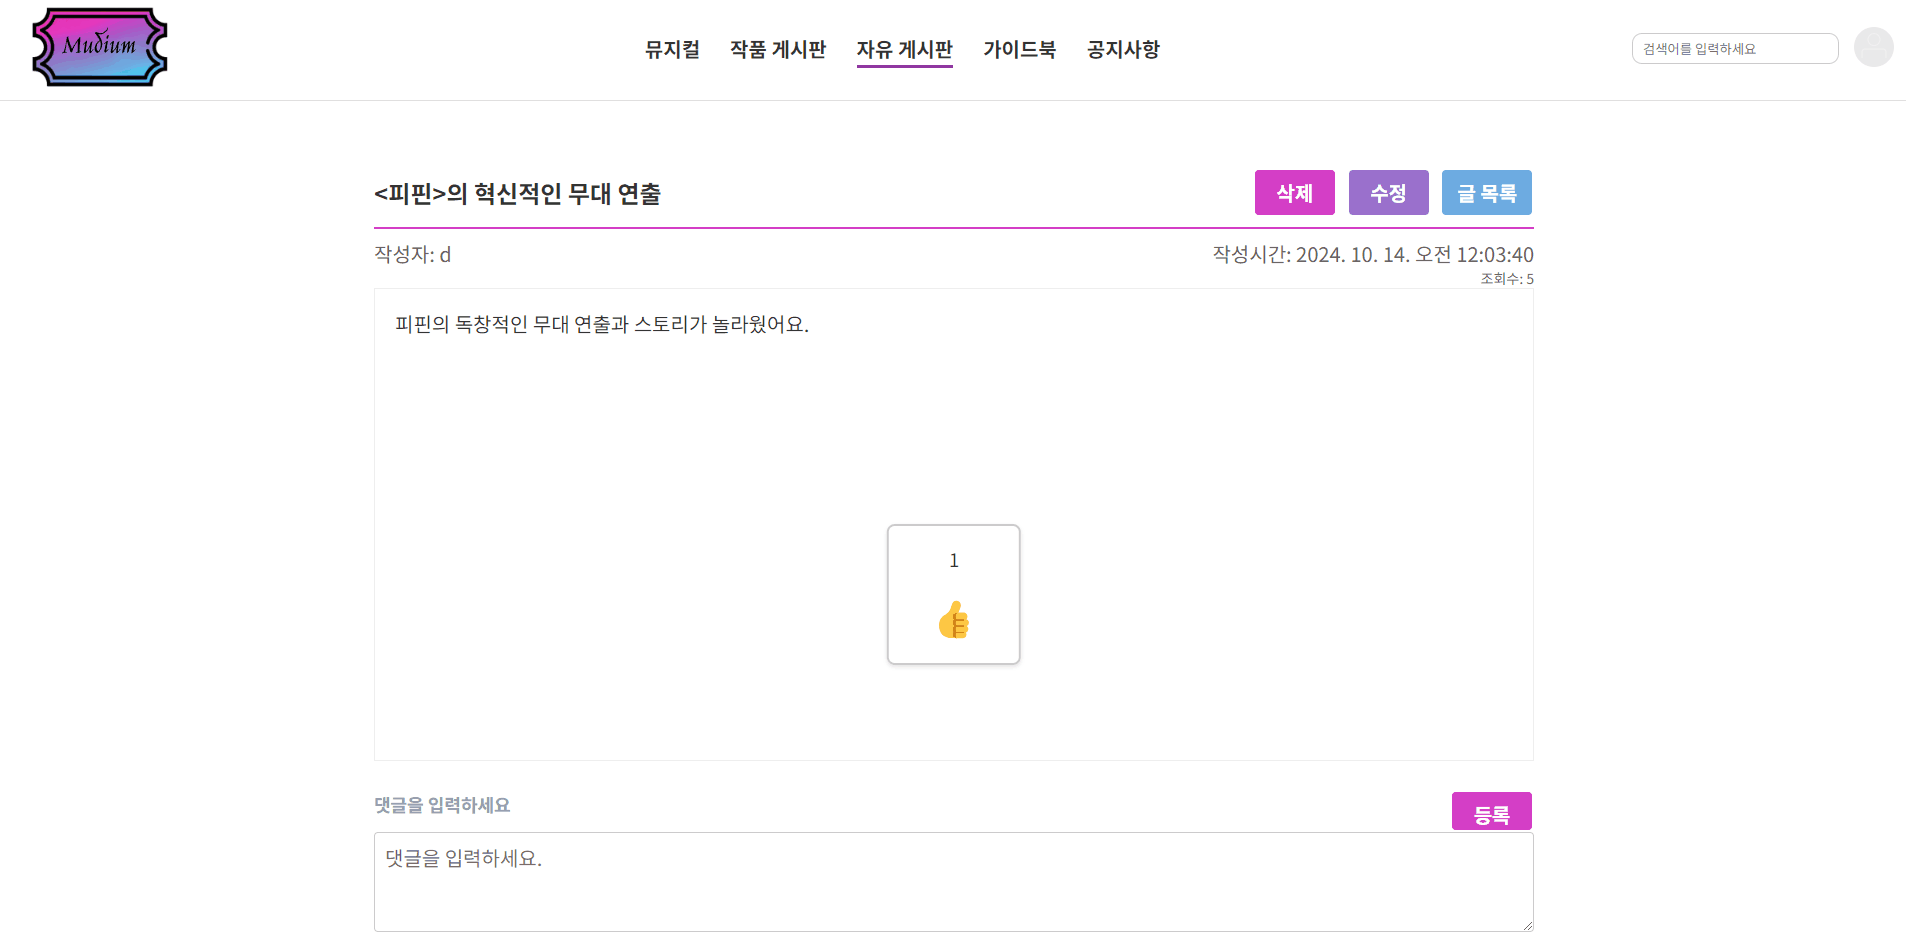 Mudium
뮤지컬 작품 게시판 자유 게시판 가이드북 공지사항
검색어를 입력하세요
<피핀>의 혁신적인 무대 연출
삭제 수정 글 목록
작성자: d
작성시간: 2024. 10. 14. 오전 12:03:40
조회수: 5
피핀의 독창적인 무대 연출과 스토리가 놀라웠어요.
1
댓글을 입력하세요
등록
댓글을 입력하세요.